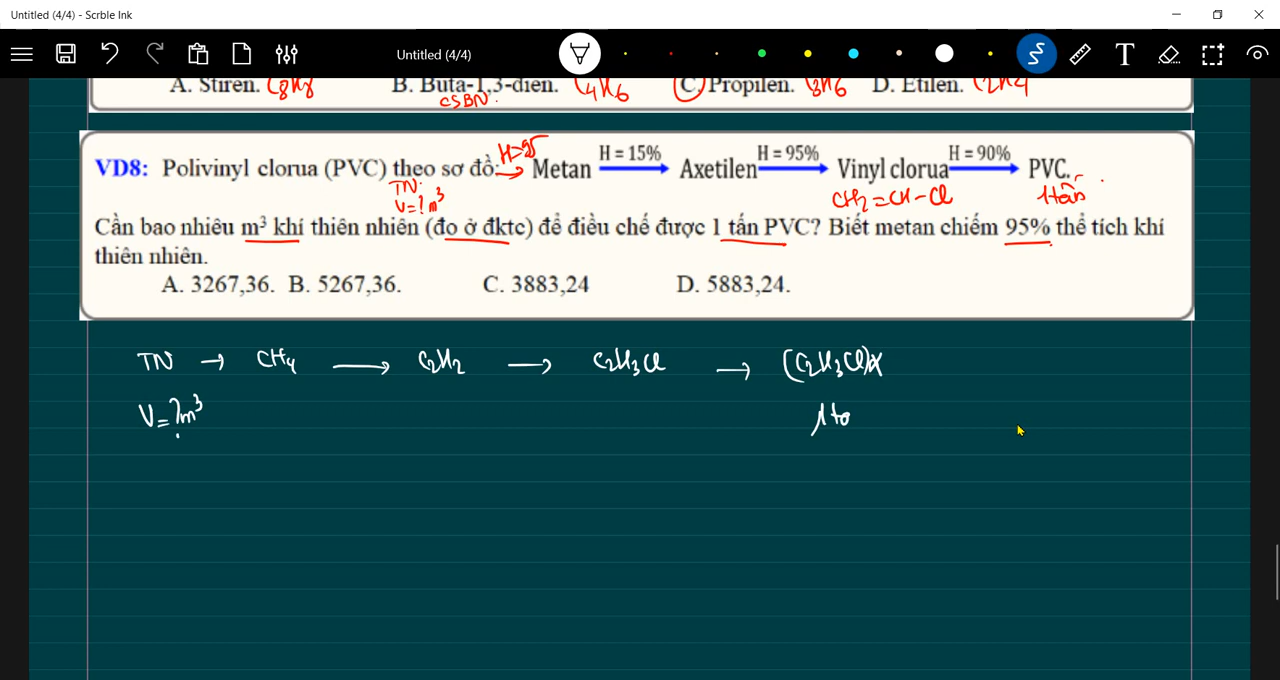 Untitled (4/4) - Scrble Ink
Untitled (4/4)
A. Stiren. C8H8 B. Buta-1,3-đien. C4H6 C. Propilen. C3H6 D. Etilen. C2H4
CSBN
VD8: Polivinyl clorua (PVC) theo sơ đồ: → Metan H = 15% Axetilen H = 95% Vinyl clorua H = 90% PVC.
TN:
V = ? m³ CH2 = CH - Cl 1 tấn
Cần bao nhiêu m³ khí thiên nhiên (đo ở đktc) để điều chế được 1 tấn PVC? Biết metan chiếm 95% thể tích khí
thiên nhiên.
A. 3267,36. B. 5267,36. C. 3883,24 D. 5883,24.
TN → CH4 → C2H2 → C2H3Cl → (C2H3Cl)x
V = ? m³